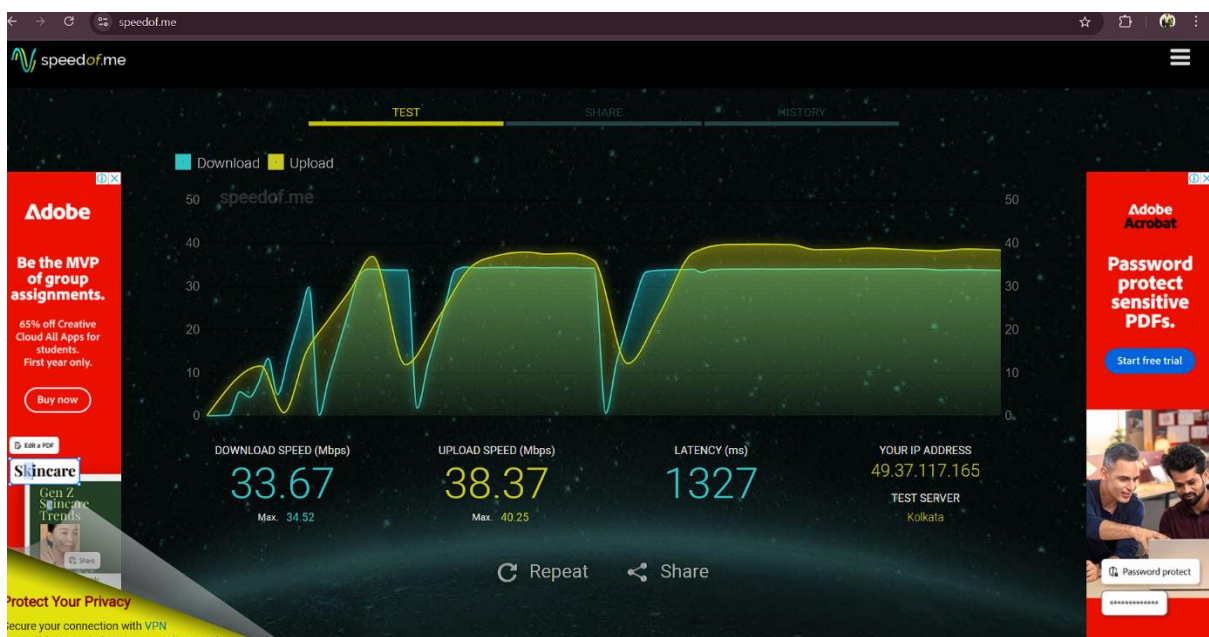 speedof.me
speedof.me
TEST
SHARE
HISTORY
Download
Upload
speedof.me
50
40
30
20
10
0
50
40
30
20
10
0
DOWNLOAD SPEED (Mbps)
33.67
Max. 34.52
UPLOAD SPEED (Mbps)
38.37
Max. 40.25
LATENCY (ms)
1327
YOUR IP ADDRESS
49.37.117.165
TEST SERVER
Kolkata
Repeat
Share
Adobe
Be the MVP
of group
assignments.
65% off Creative
Cloud All Apps for
students.
First year only.
Buy now
Edit a PDF
Skincare
Gen Z
Scincare
Trends
Share
Protect Your Privacy
Secure your connection with VPN
Adobe
Acrobat
Password
protect
sensitive
PDFs.
Start free trial
Password protect
*************